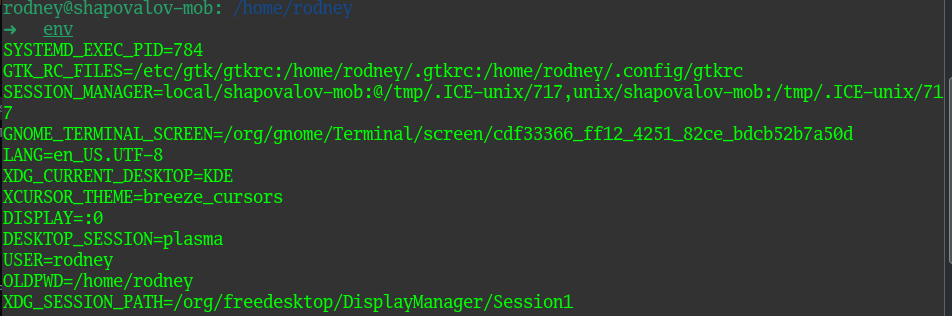 rodney@shapovalov-mob: /home/rodney
➜ env
SYSTEMD_EXEC_PID=784
GTK_RC_FILES=/etc/gtk/gtkrc:/home/rodney/.gtkrc:/home/rodney/.config/gtkrc
SESSION_MANAGER=local/shapovalov-mob:@/tmp/.ICE-unix/717,unix/shapovalov-mob:/tmp/.ICE-unix/71
7
GNOME_TERMINAL_SCREEN=/org/gnome/Terminal/screen/cdf33366_ff12_4251_82ce_bdcb52b7a50d
LANG=en_US.UTF-8
XDG_CURRENT_DESKTOP=KDE
XCURSOR_THEME=breeze_cursors
DISPLAY=:0
DESKTOP_SESSION=plasma
USER=rodney
OLDPWD=/home/rodney
XDG_SESSION_PATH=/org/freedesktop/DisplayManager/Session1